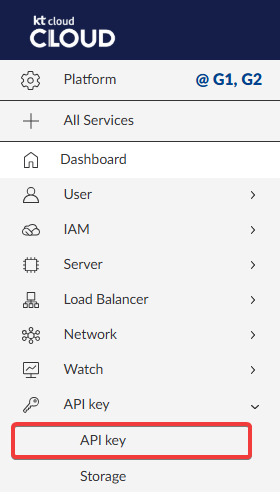 kt cloud
CLOUD
Platform @ G1, G2
All Services
Dashboard
User
IAM
Server
Load Balancer
Network
Watch
API key
API key
Storage